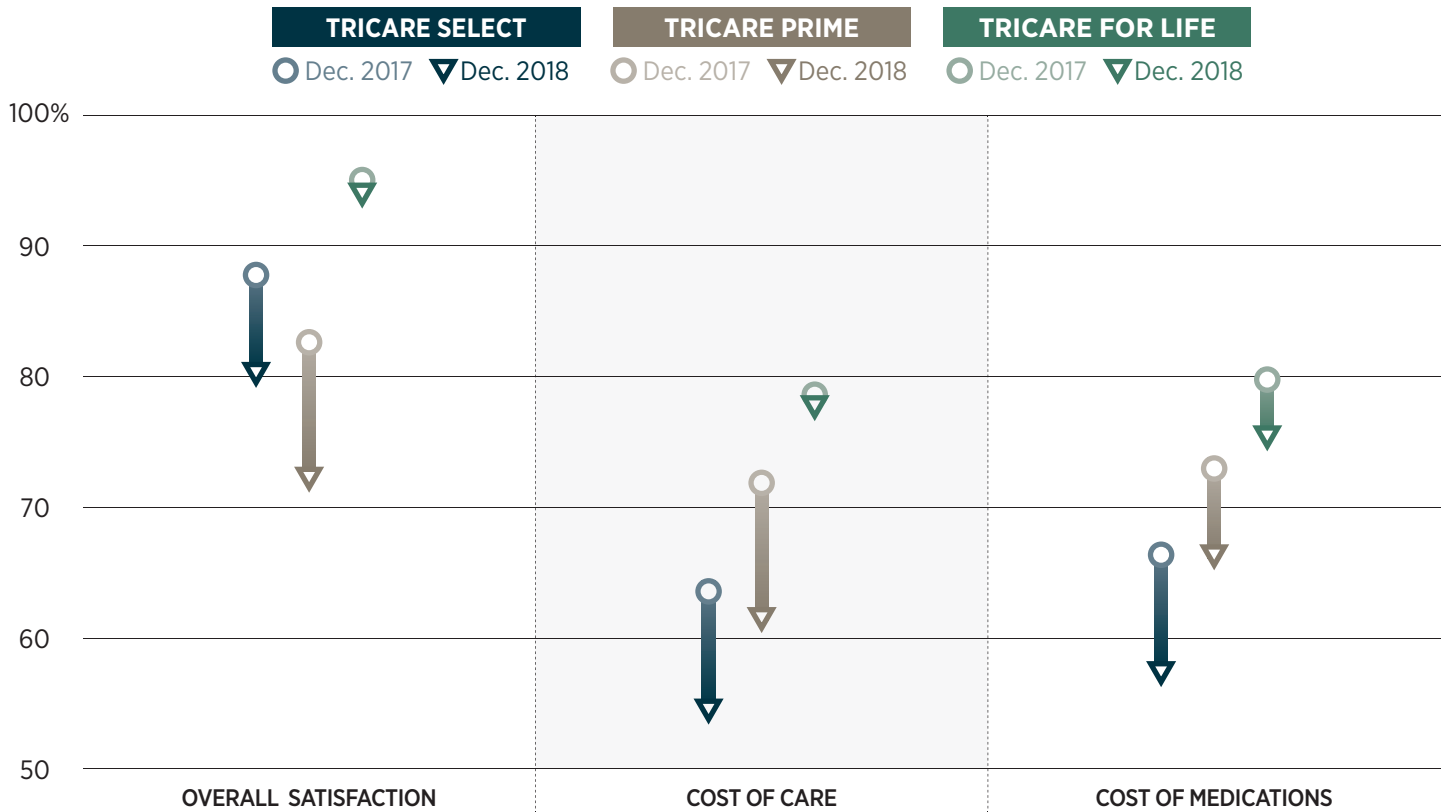 TRICARE SELECT TRICARE PRIME TRICARE FOR LIFE
Dec. 2017 Dec. 2018 Dec. 2017 Dec. 2018 Dec. 2017 Dec. 2018
100%
90
80
70
60
50
OVERALL SATISFACTION COST OF CARE COST OF MEDICATIONS